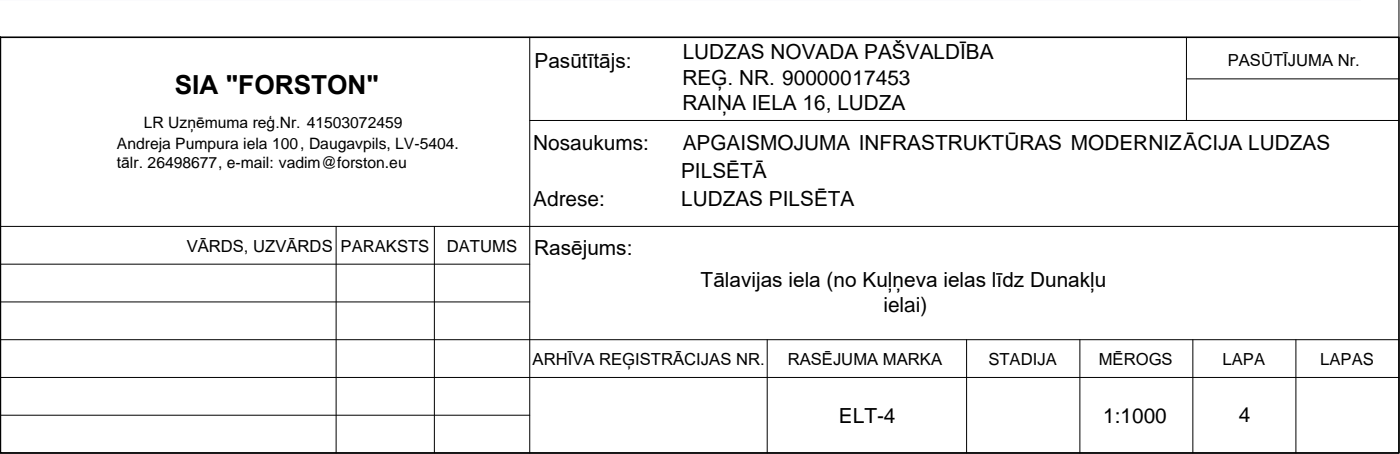 SIA "FORSTON"
LR Uzņēmuma reģ.Nr. 41503072459
Andreja Pumpura iela 100, Daugavpils, LV-5404.
tālr. 26498677, e-mail: vadim@forston.eu
Pasūtītājs:
LUDZAS NOVADA PAŠVALDĪBA
REĢ. NR. 90000017453
RAIŅA IELA 16, LUDZA
PASŪTĪJUMA Nr.
Nosaukums:
APGAISMOJUMA INFRASTRUKTŪRAS MODERNIZĀCIJA LUDZAS
PILSĒTĀ
Adrese:
LUDZAS PILSĒTA
VĀRDS, UZVĀRDS PARAKSTS DATUMS
Rasējums:
Tālavijas iela (no Kuļņeva ielas līdz Dunakļu
ielai)
ARHĪVA REĢISTRĀCIJAS NR. RASĒJUMA MARKA STADIJA MĒROGS LAPA LAPAS
ELT-4 1:1000 4